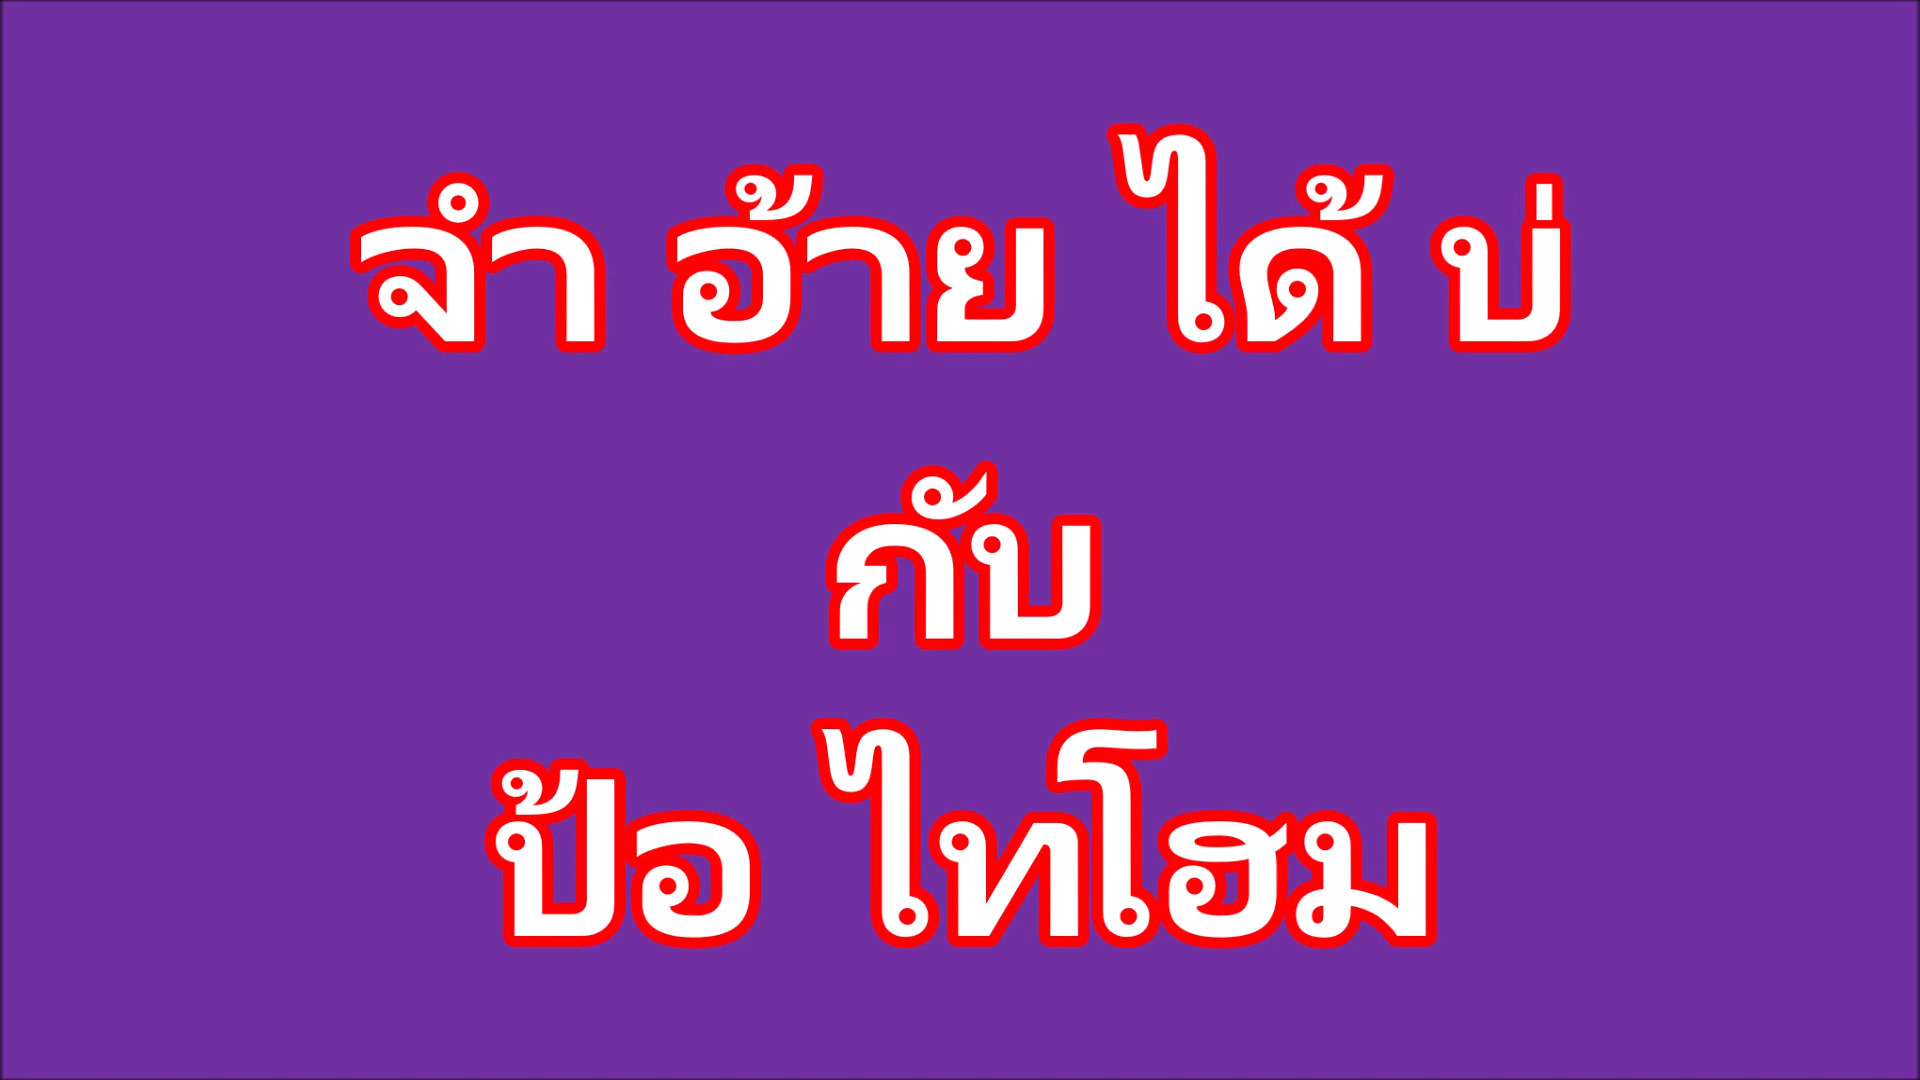 จำ อ้าย ได้ บ่
กับ
ป้อ ไทโฮม